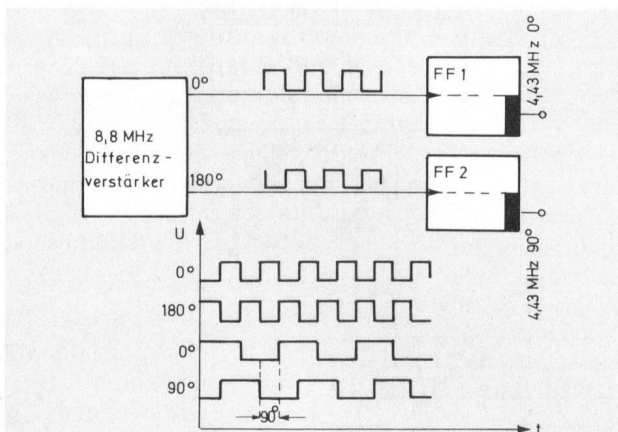 0°
8,8 MHz
Differenz-
verstärker
180°
FF 1
4,43 MHz 0°
FF 2
4,43 MHz 90°
U
0°
180°
0°
90°
90°
t